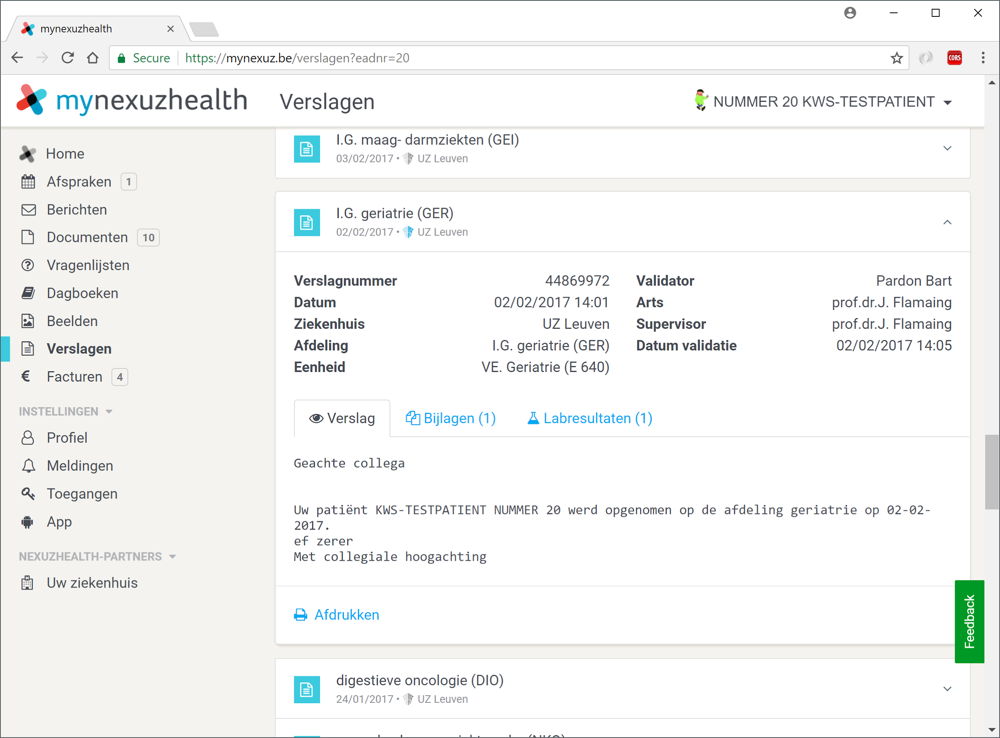 mynexuzhealth
Secure https://mynexuz.be/verslagen?eadnr=20
CORS
mynexuzhealth
Verslagen
NUMMER 20 KWS-TESTPATIENT
Home
Afspraken 1
Berichten
Documenten 10
Vragenlijsten
Dagboeken
Beelden
Verslagen
Facturen 4
INSTELLINGEN
Profiel
Meldingen
Toegangen
App
NEXUZHEALTH-PARTNERS
Uw ziekenhuis
I.G. maag- darmziekten (GEI)
03/02/2017 • UZ Leuven
I.G. geriatrie (GER)
02/02/2017 • UZ Leuven
Verslagnummer 44869972
Datum 02/02/2017 14:01
Ziekenhuis UZ Leuven
Afdeling I.G. geriatrie (GER)
Eenheid VE. Geriatrie (E 640)
Validator Pardon Bart
Arts prof.dr.J. Flamaing
Supervisor prof.dr.J. Flamaing
Datum validatie 02/02/2017 14:05
Verslag Bijlagen (1) Labresultaten (1)
Geachte collega
Uw patiënt KWS-TESTPATIENT NUMMER 20 werd opgenomen op de afdeling geriatrie op 02-02-
2017.
ef zerer
Met collegiale hoogachting
Afdrukken
Feedback
digestieve oncologie (DIO)
24/01/2017 • UZ Leuven